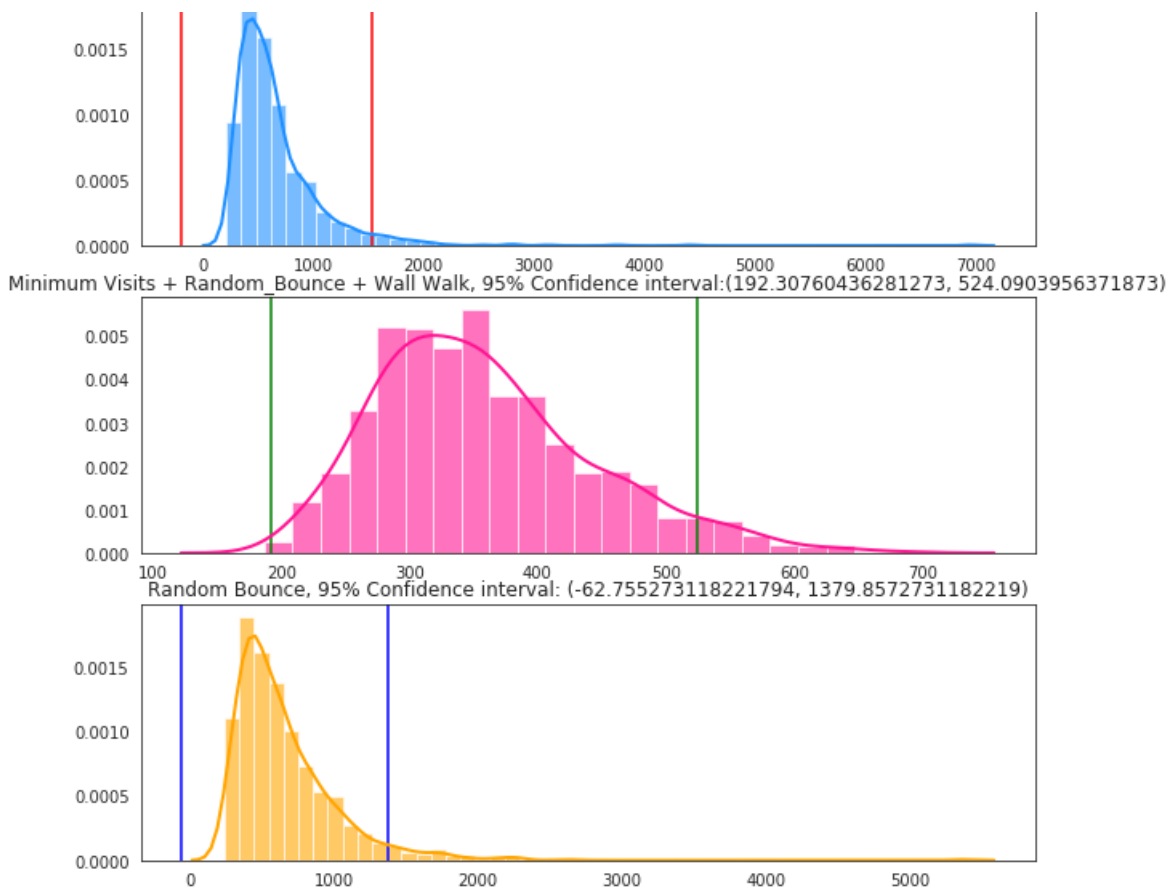 0.0015
0.0010
0.0005
0.0000
0 1000 2000 3000 4000 5000 6000 7000
Minimum Visits + Random_Bounce + Wall Walk, 95% Confidence interval:(192.30760436281273, 524.0903956371873)
0.005
0.004
0.003
0.002
0.001
0.000
100 200 300 400 500 600 700
Random Bounce, 95% Confidence interval: (-62.7552731182​21794, 1379.8572731182219)
0.0015
0.0010
0.0005
0.0000
0 1000 2000 3000 4000 5000